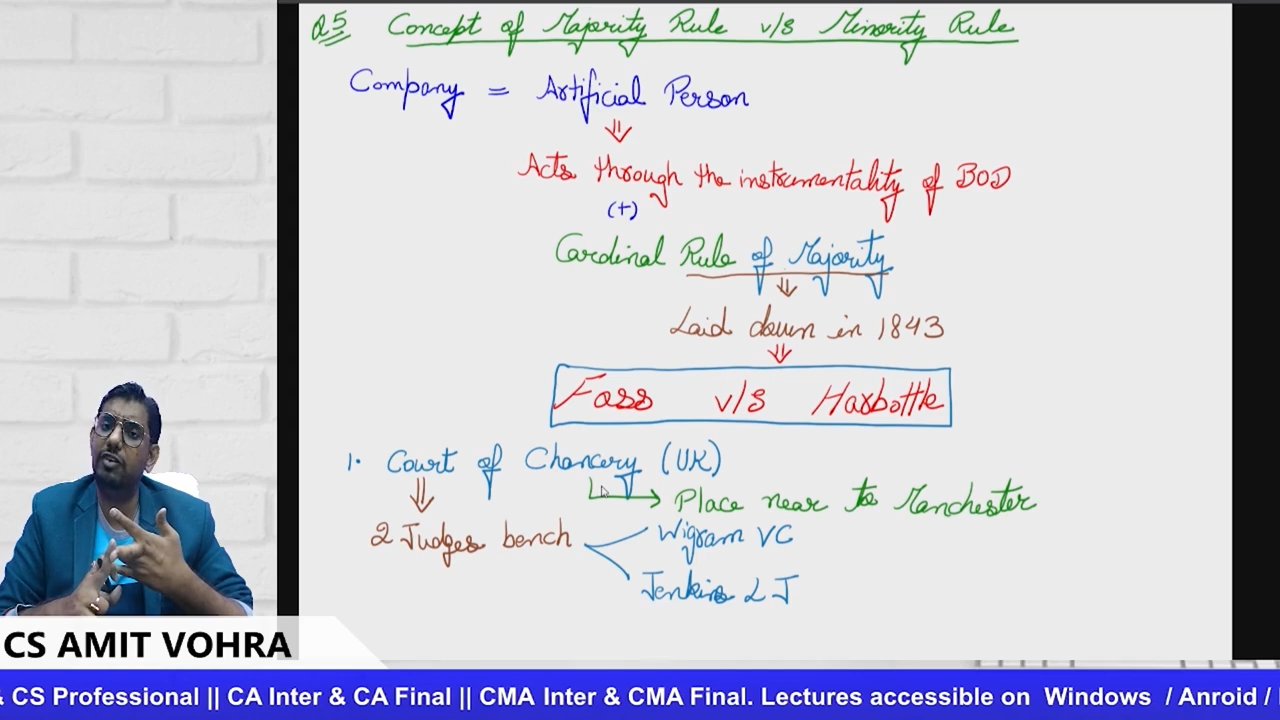 Q5 Concept of Majority Rule v/s Minority Rule
Company = Artificial Person
⇓
Acts through the instrumentality of BOD
(+)
Cardinal Rule of Majority
⇓
Laid down in 1843
⇓
Foss v/s Harbottle
1. Court of Chancery (UK)
⇓ → Place near to Manchester
2 Judges bench
Wigram VC
Jenkins L J
CS AMIT VOHRA
& CS Professional || CA Inter & CA Final || CMA Inter & CMA Final. Lectures accessible on Windows / Anroid /